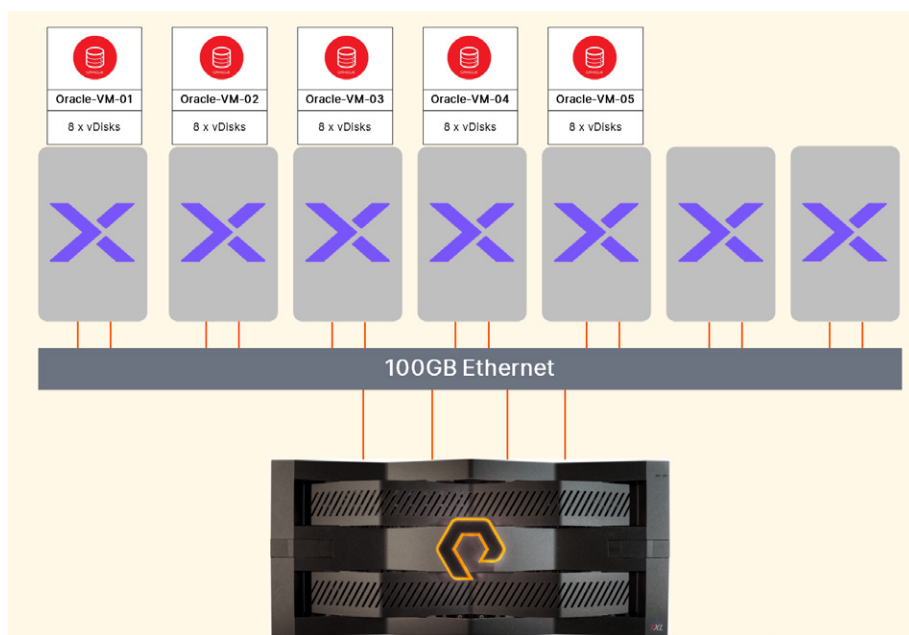 Oracle-VM-01
8 x vDisks
Oracle-VM-02
8 x vDisks
Oracle-VM-03
8 x vDisks
Oracle-VM-04
8 x vDisks
Oracle-VM-05
8 x vDisks
100GB Ethernet